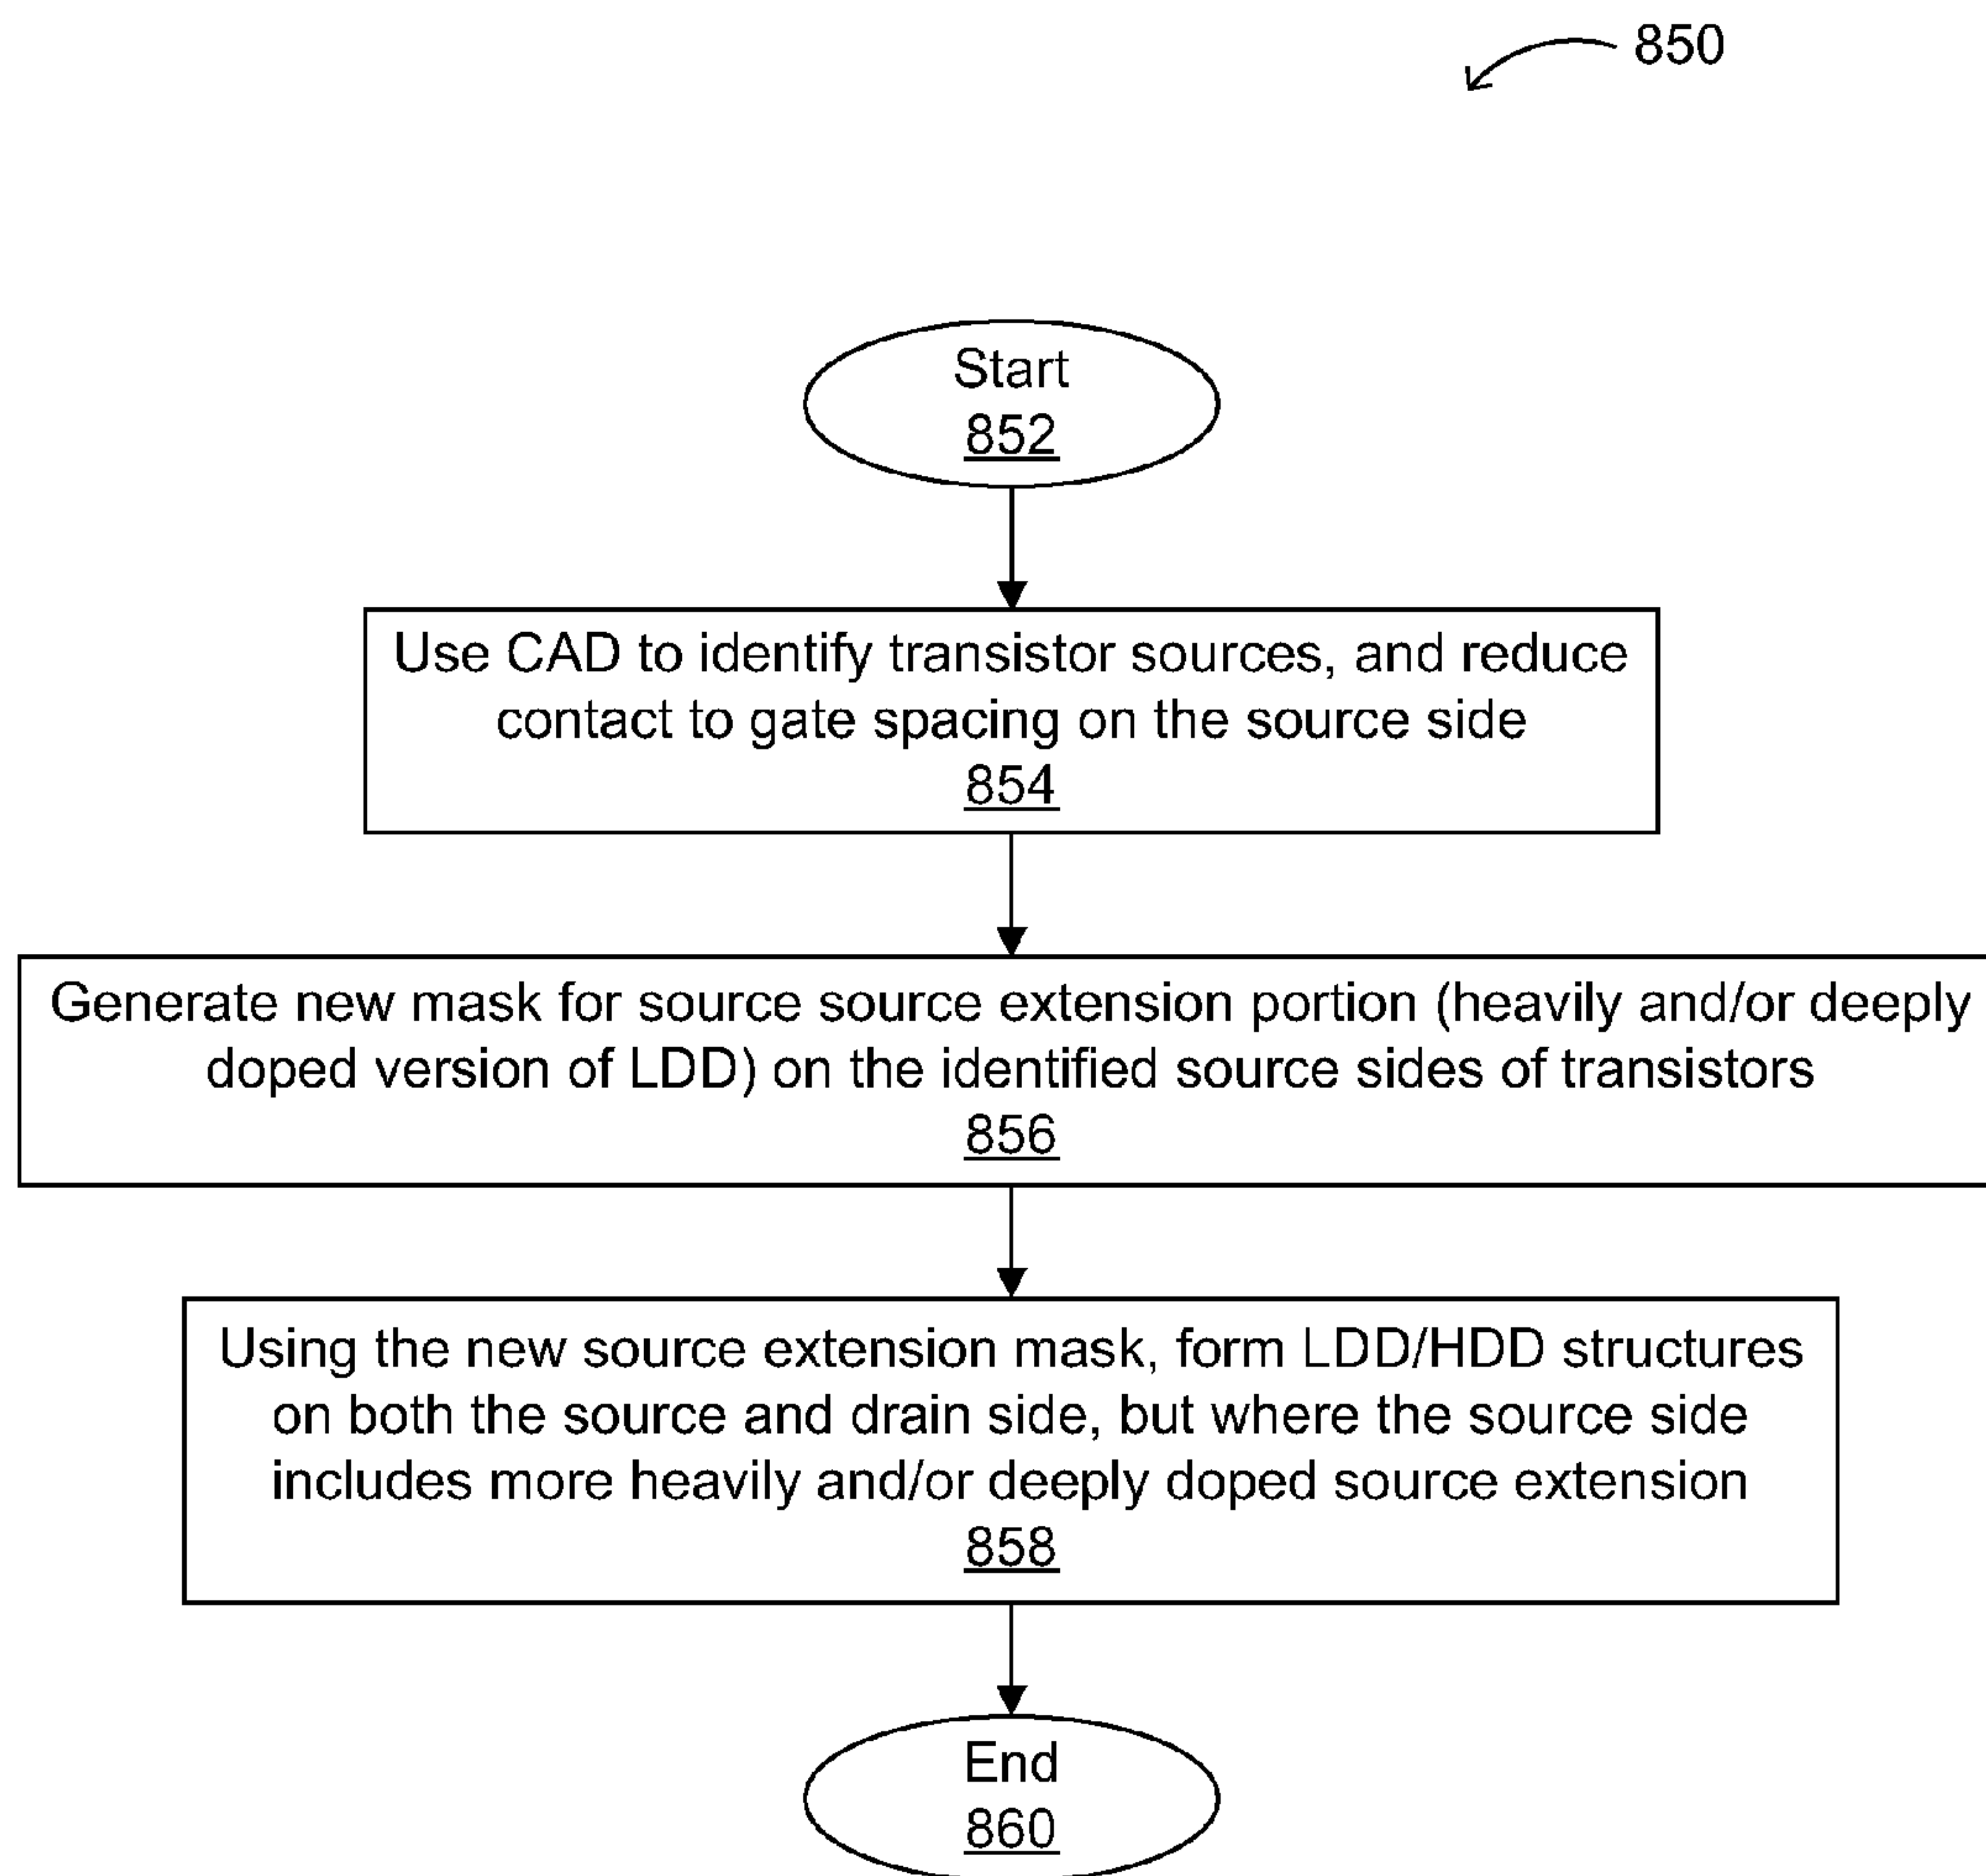 850
Start
852
Use CAD to identify transistor sources, and reduce
contact to gate spacing on the source side
854
Generate new mask for source source extension portion (heavily and/or deeply
doped version of LDD) on the identified source sides of transistors
856
Using the new source extension mask, form LDD/HDD structures
on both the source and drain side, but where the source side
includes more heavily and/or deeply doped source extension
858
End
860